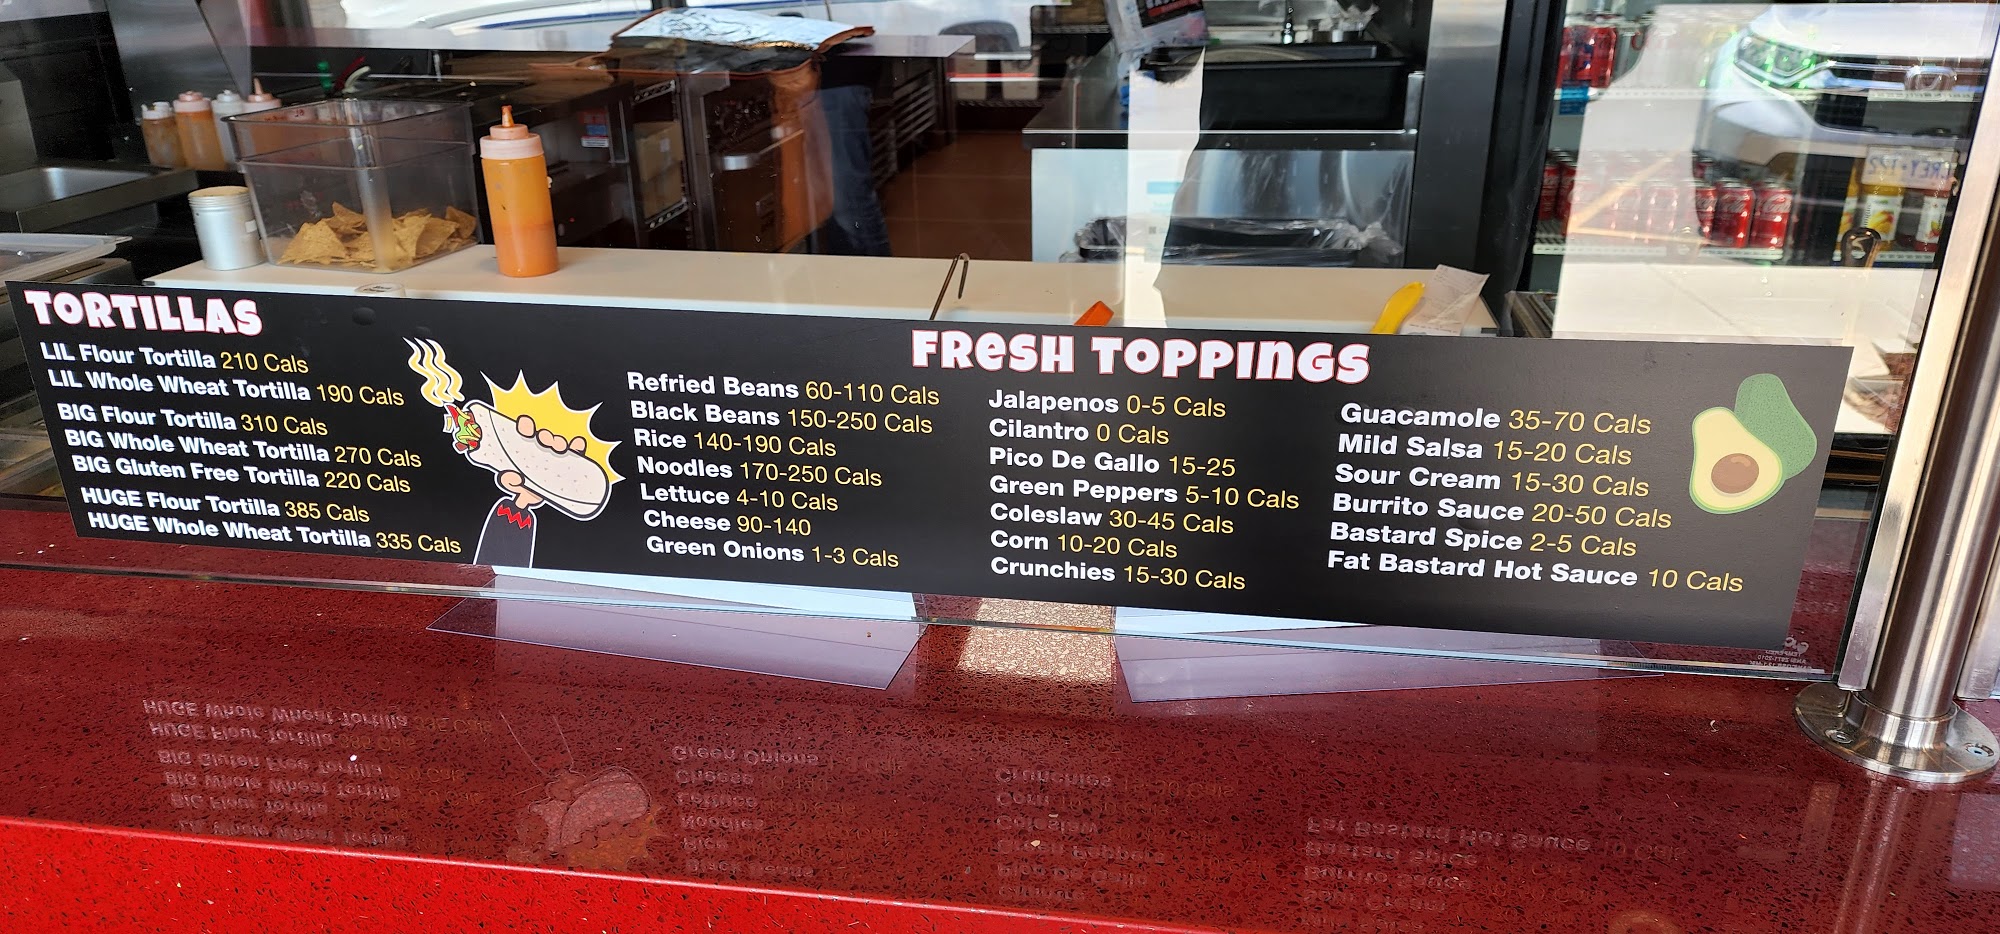 TORTILLAS
LIL Flour Tortilla 210 Cals
LIL Whole Wheat Tortilla 190 Cals
BIG Flour Tortilla 310 Cals
BIG Whole Wheat Tortilla 270 Cals
BIG Gluten Free Tortilla 220 Cals
HUGE Flour Tortilla 385 Cals
HUGE Whole Wheat Tortilla 335 Cals
FRESH TOPPINGS
Refried Beans 60-110 Cals
Black Beans 150-250 Cals
Rice 140-190 Cals
Noodles 170-250 Cals
Lettuce 4-10 Cals
Cheese 90-140
Green Onions 1-3 Cals
Jalapenos 0-5 Cals
Cilantro 0 Cals
Pico De Gallo 15-25
Green Peppers 5-10 Cals
Coleslaw 30-45 Cals
Corn 10-20 Cals
Crunchies 15-30 Cals
Guacamole 35-70 Cals
Mild Salsa 15-20 Cals
Sour Cream 15-30 Cals
Burrito Sauce 20-50 Cals
Bastard Spice 2-5 Cals
Fat Bastard Hot Sauce 10 Cals